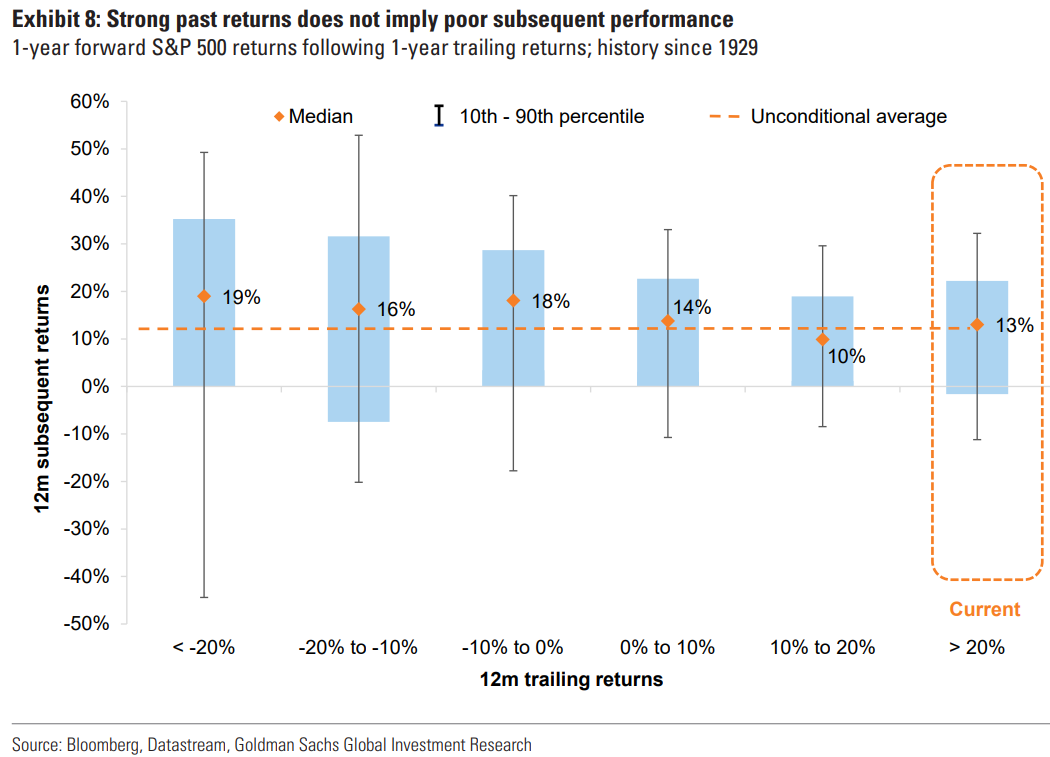 Exhibit 8: Strong past returns does not imply poor subsequent performance
1-year forward S&P 500 returns following 1-year trailing returns; history since 1929
Median
10th - 90th percentile
Unconditional average
12m subsequent returns
60%
50%
40%
30%
20%
10%
0%
-10%
-20%
-30%
-40%
-50%
19%
16%
18%
14%
10%
13%
Current
< -20%
-20% to -10%
-10% to 0%
0% to 10%
10% to 20%
> 20%
12m trailing returns
Source: Bloomberg, Datastream, Goldman Sachs Global Investment Research